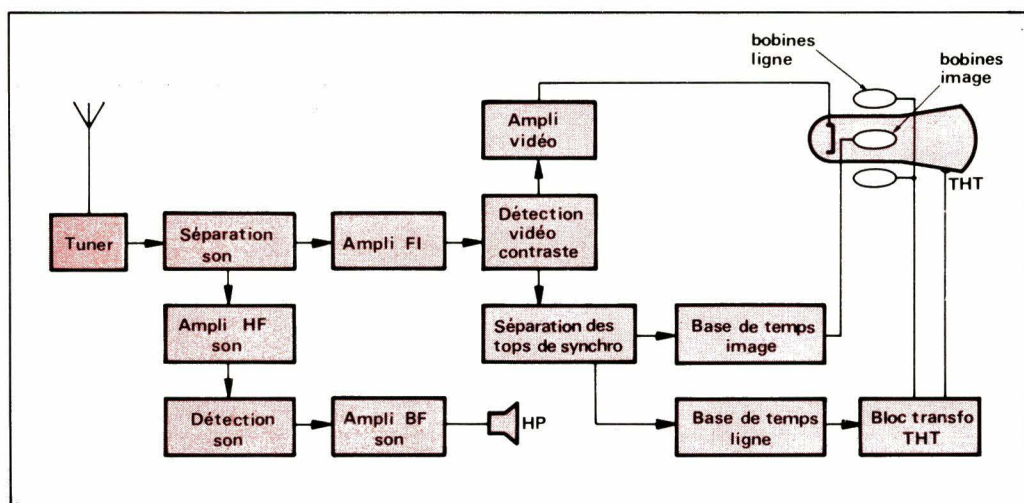 bobines
ligne
bobines
image
Ampli
vidéo
THT
Tuner
Séparation
son
Ampli FI
Détection
vidéo
contraste
Ampli HF
son
Séparation des
tops de synchro
Base de temps
image
Détection
son
Ampli BF
son
HP
Base de temps
ligne
Bloc transfo
THT